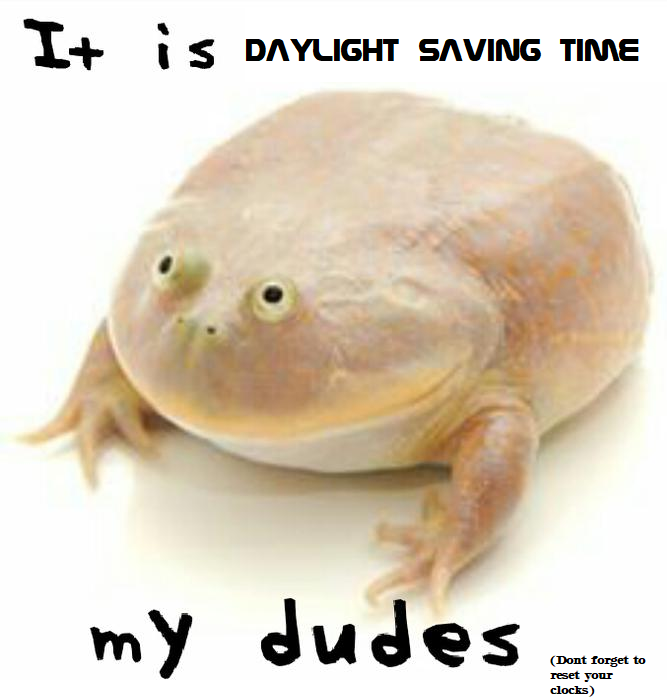 It is DAYLIGHT SAVING TIME
my dudes
(Dont forget to
reset your
clocks)